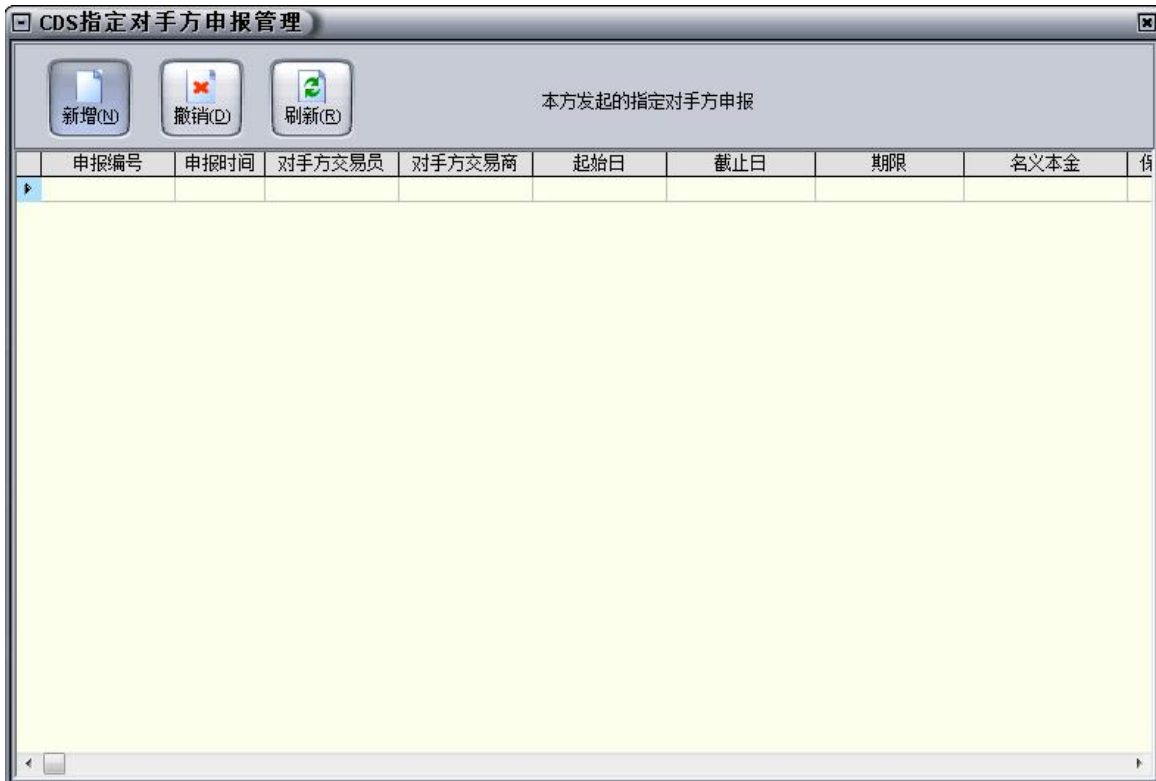 CDS指定对手方申报管理
新增(N) 撤销(D) 刷新(R) 本方发起的指定对手方申报
申报编号 申报时间 对手方交易员 对手方交易商 起始日 截止日 期限 名义本金